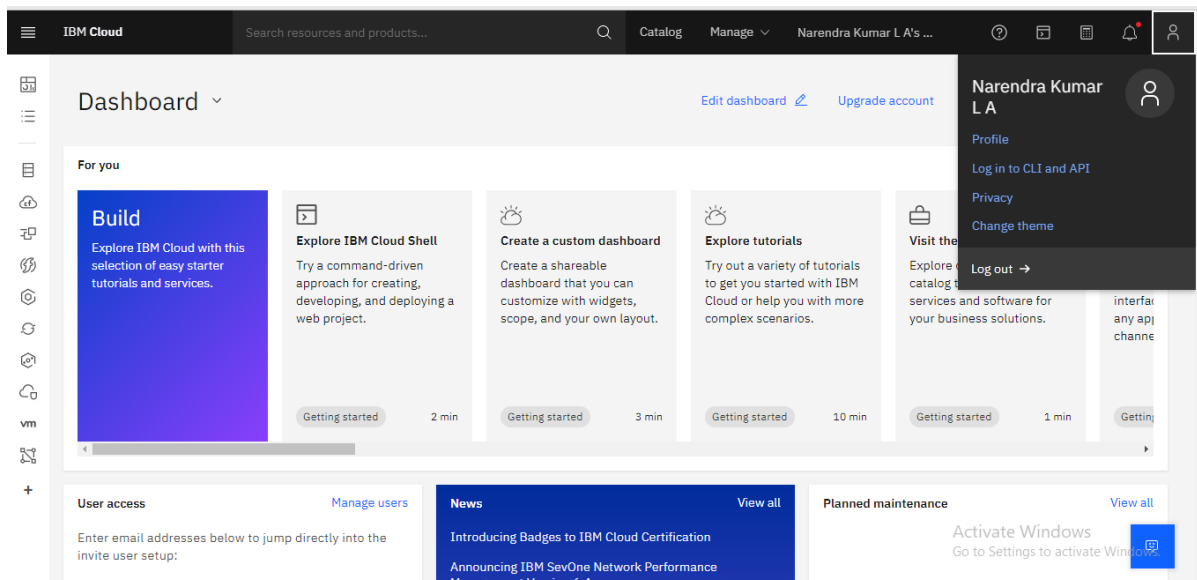 IBM Cloud
Search resources and products...
Catalog
Manage
Narendra Kumar L A's ...
Narendra Kumar
L A
Profile
Log in to CLI and API
Privacy
Change theme
Log out →
Dashboard
Edit dashboard
Upgrade account
For you
Build
Explore IBM Cloud with this
selection of easy starter
tutorials and services.
Explore IBM Cloud Shell
Try a command-driven
approach for creating,
developing, and deploying a
web project.
Getting started
2 min
Create a custom dashboard
Create a shareable
dashboard that you can
customize with widgets,
scope, and your own layout.
Getting started
3 min
Explore tutorials
Try out a variety of tutorials
to get you started with IBM
Cloud or help you with more
complex scenarios.
Getting started
10 min
Visit the
Explore
catalog
services and software for
your business solutions.
Getting started
1 min
any
vm
User access
Manage users
Enter email addresses below to jump directly into the
invite user setup:
News
View all
Introducing Badges to IBM Cloud Certification
Announcing IBM SevOne Network Performance
Planned maintenance
View all
Activate Windows
Go to Settings to activate Windows.